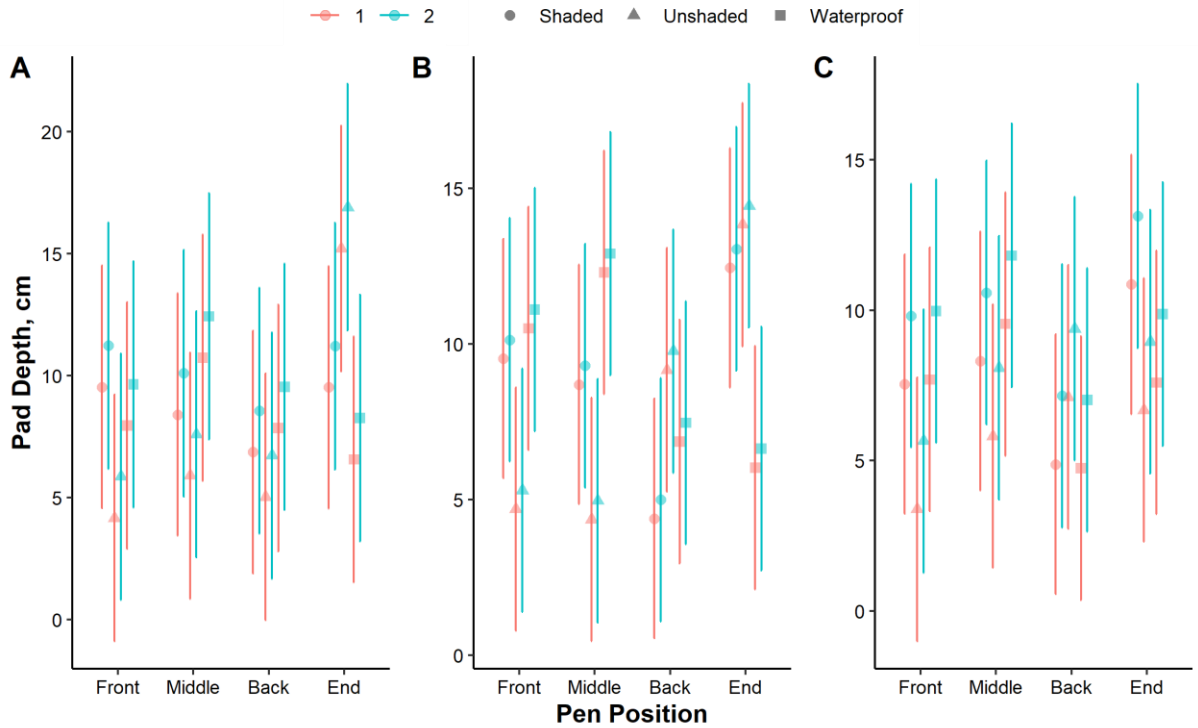 1 2 Shaded Unshaded Waterproof
A B C
Pad Depth, cm
20
15
10
5
0
15
10
5
0
15
10
5
0
Front Middle Back End
Front Middle Back End
Front Middle Back End
Pen Position